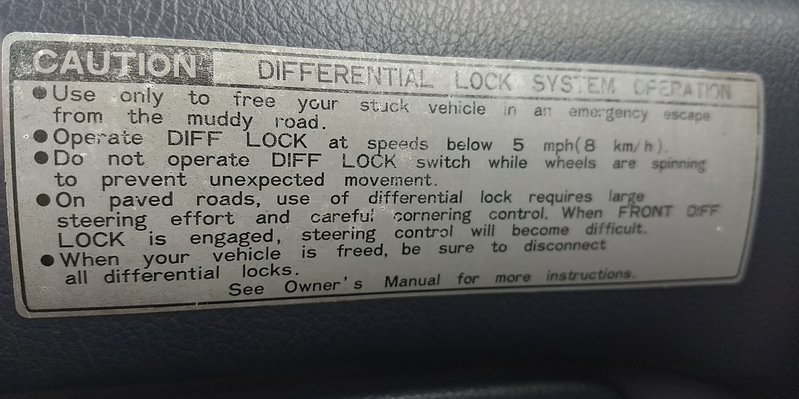 CAUTION DIFFERENTIAL LOCK SYSTEM OPERATION
●Use only to free your stuck vehicle in an emergency escape
from the muddy road.
●Operate DIFF LOCK at speeds below 5 mph(8 km/h).
●Do not operate DIFF LOCK switch while wheels are spinning
to prevent unexpected movement.
●On paved roads, use of differential lock requires large
steering effort and careful cornering control. When FRONT DIFF
LOCK is engaged, steering control will become difficult.
●When your vehicle is freed, be sure to disconnect
all differential locks.
See Owner's Manual for more instructions.